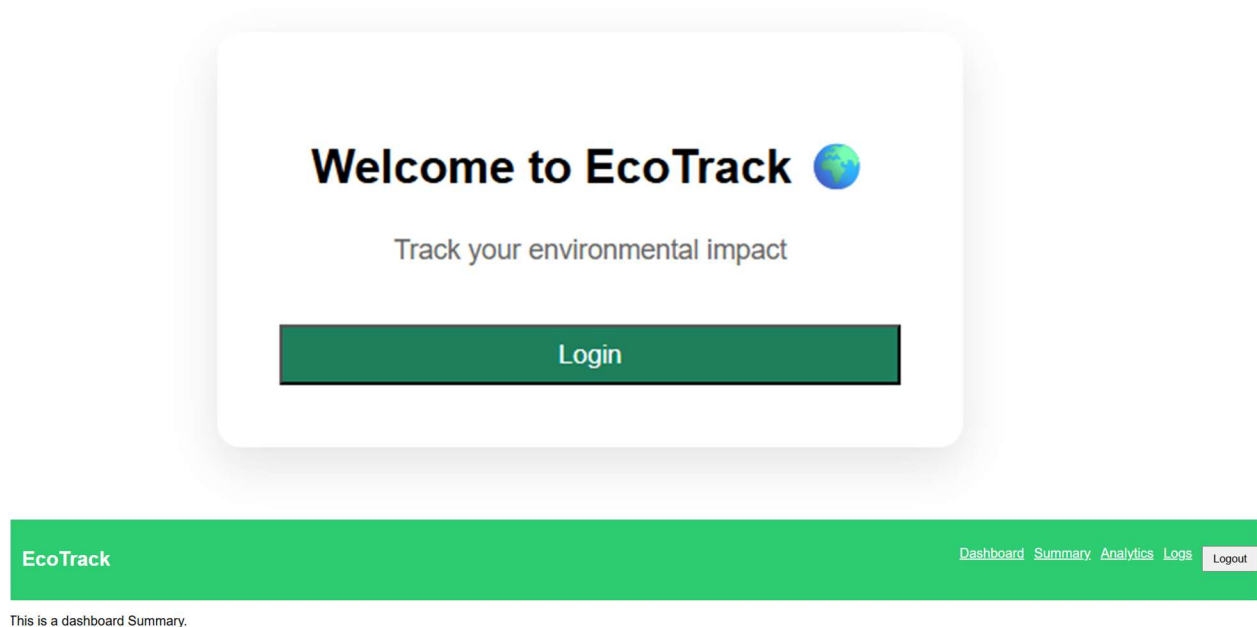 Welcome to EcoTrack 🌍
Track your environmental impact
Login
EcoTrack
Dashboard Summary Analytics Logs Logout
This is a dashboard Summary.